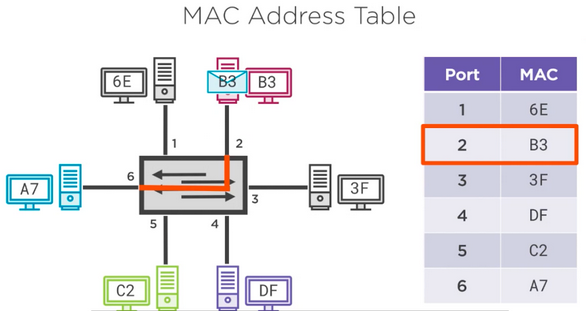 MAC Address Table
6E
B3
B3
1
2
A7
6
3
3F
5
4
C2
DF
Port MAC
1 6E
2 B3
3 3F
4 DF
5 C2
6 A7